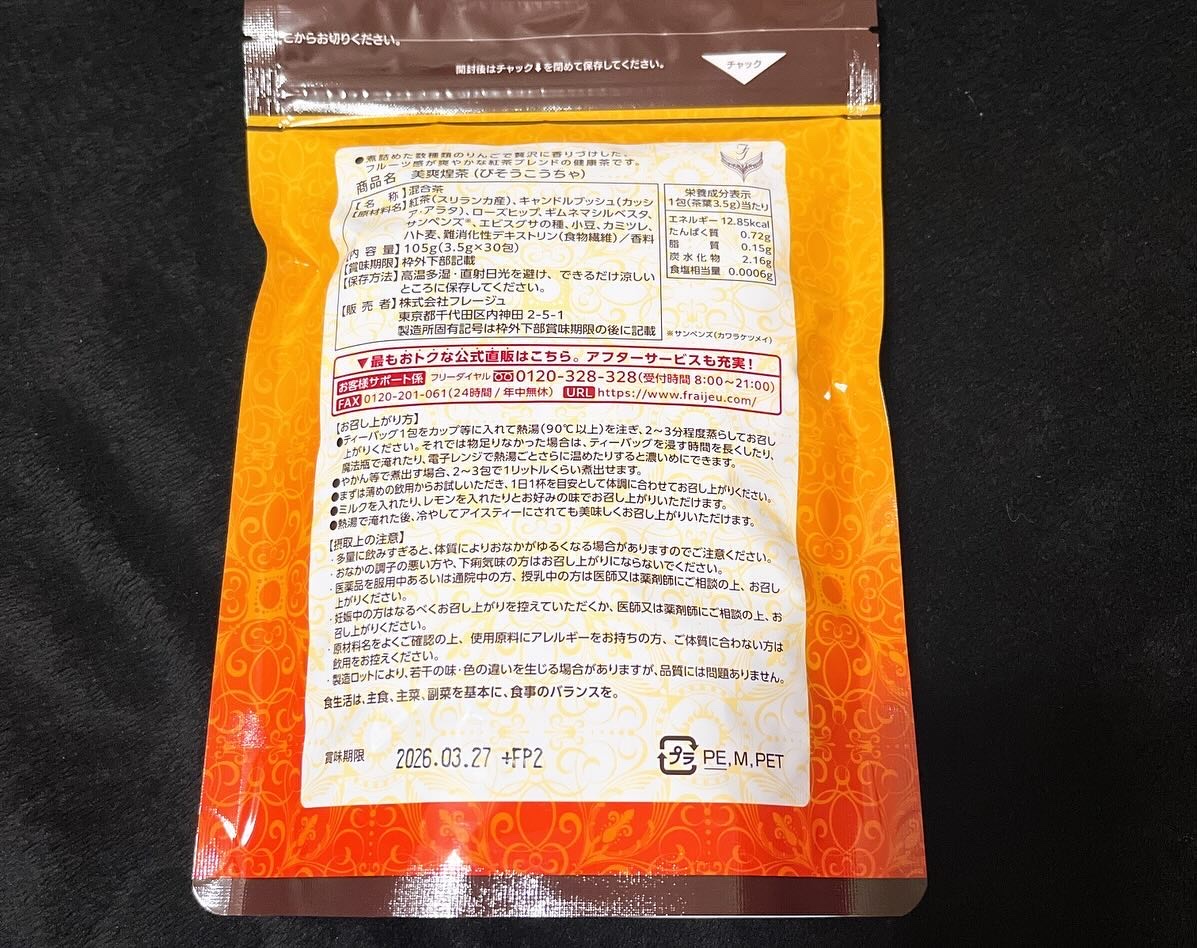 こからお切りください。
開封後はチャック⬇を閉めて保存してください。
チャック
●煮詰めた数種類のりんごで贅沢に香りづけした、
フルーツ感が爽やかな紅茶ブレンドの健康茶です。
商品名 美爽煌茶 (びそうこうちゃ)
【名 称】混合茶
【原材料名】紅茶(スリランカ産)、キャンドルブッシュ(カッシ
ア・アラタ)、ローズヒップ、ギムネマシルベスタ、
サンペンズ※、エビスグサの種、小豆、カミツレ、
ハト麦、難消化性デキストリン(食物繊維)/香料
【内 容 量】105g(3.5g×30包)
【賞味期限】枠外下部記載
【保存方法】高温多湿・直射日光を避け、できるだけ涼しい
ところに保存してください。
【販 売 者】株式会社フレージュ
東京都千代田区内神田 2-5-1
製造所固有記号は枠外下部賞味期限の後に記載
栄養成分表示
1包(茶葉3.5g)当たり
エネルギー 12.85kcal
たんぱく質 0.72g
脂 質 0.15g
炭水化物 2.16g
食塩相当量 0.0006g
※サンペンズ(カワラケツメイ)
▼最もおトクな公式直販はこちら。アフターサービスも充実！
お客様サポート係 フリーダイヤル 0120-328-328(受付時間 8:00〜21:00)
FAX 0120-201-061(24時間 / 年中無休) URL https://www.fraijeu.com/
【お召し上がり方】
●ティーバッグ1包をカップ等に入れて熱湯(90℃以上)を注ぎ、2〜3分程度蒸らしてお召し
上がりください。それでは物足りなかった場合は、ティーバッグを浸す時間を長くしたり、
魔法瓶で淹れたり、電子レンジで熱湯ごとさらに温めたりすると濃いめにできます。
●やかん等で煮出す場合、2〜3包で1リットルくらい煮出せます。
●まずは薄めの飲用からお試しいただき、1日1杯を目安として体調に合わせてお召し上がりください。
●ミルクを入れたり、レモンを入れたりとお好みの味でお召し上がりいただけます。
●熱湯で淹れた後、冷やしてアイスティーにされても美味しくお召し上がりいただけます。
【摂取上の注意】
・多量に飲みすぎると、体質によりおなかがゆるくなる場合がありますのでご注意ください。
・おなかの調子の悪い方や、下痢気味の方はお召し上がりにならないでください。
・医薬品を服用中あるいは通院中の方、授乳中の方は医師又は薬剤師にご相談の上、お召し
上がりください。
・妊娠中の方はなるべくお召し上がりを控えていただくか、医師又は薬剤師にご相談の上、お
召し上がりください。
・原材料名をよくご確認の上、使用原料にアレルギーをお持ちの方、ご体質に合わない方は
飲用をお控えください。
・製造ロットにより、若干の味・色の違いを生じる場合がありますが、品質には問題ありません。
食生活は、主食、主菜、副菜を基本に、食事のバランスを。
賞味期限 2026.03.27 +FP2
プラ PE,M,PET